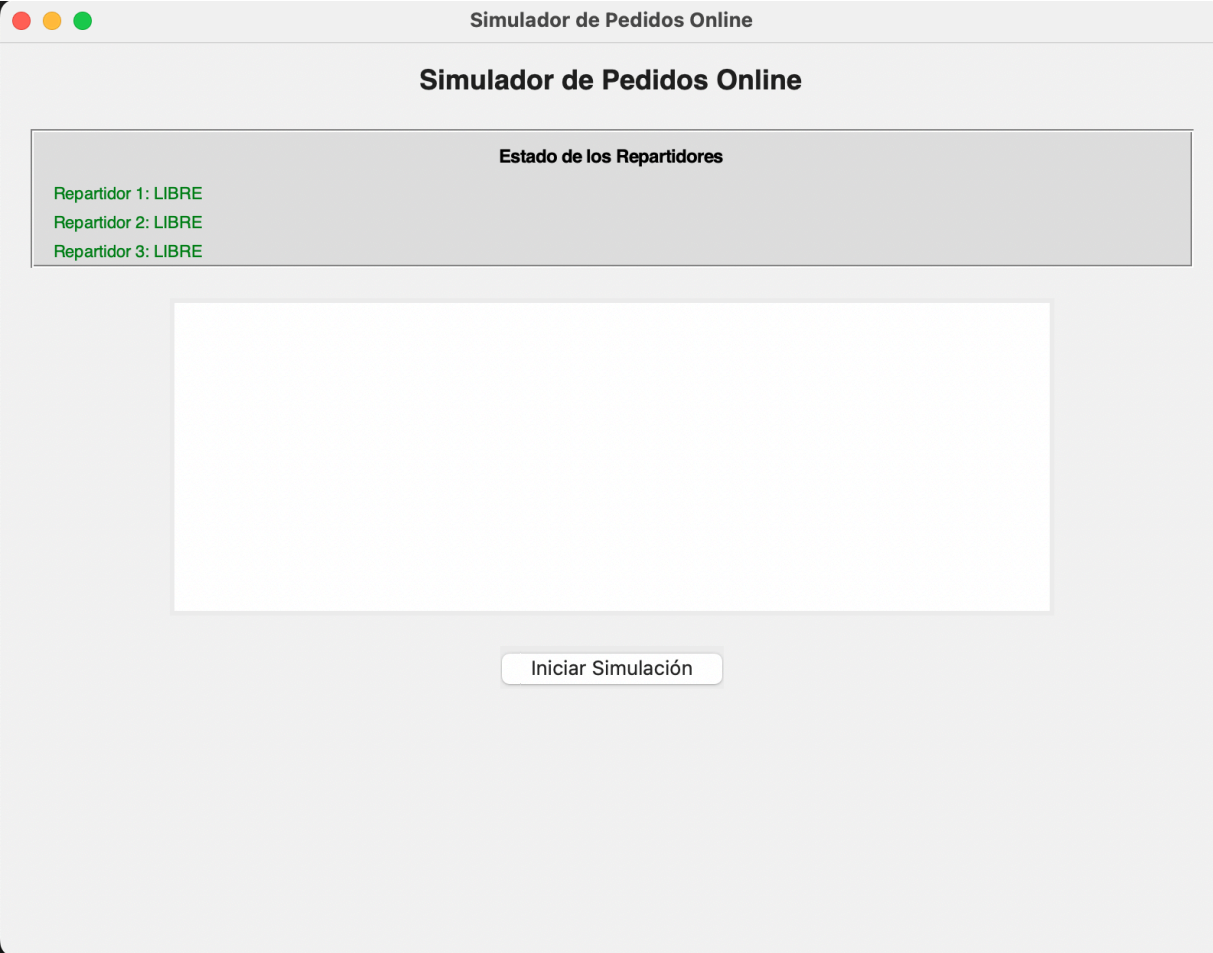 Simulador de Pedidos Online
Simulador de Pedidos Online
Estado de los Repartidores
Repartidor 1: LIBRE
Repartidor 2: LIBRE
Repartidor 3: LIBRE
Iniciar Simulación